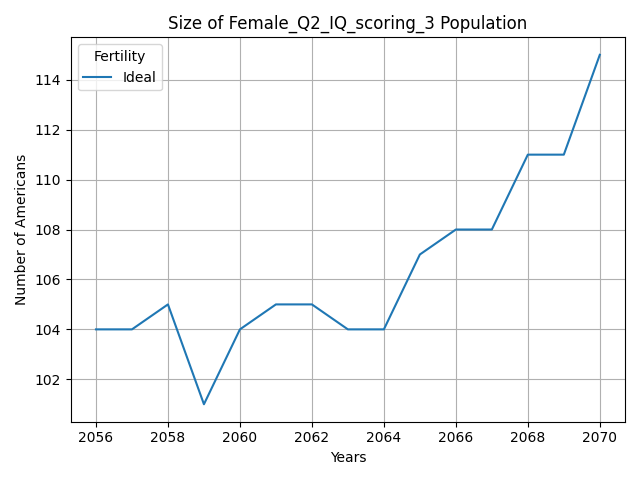 Size of Female_Q2_IQ_scoring_3 Population
Fertility
Ideal
Number of Americans
114
112
110
108
106
104
102
2056 2058 2060 2062 2064 2066 2068 2070
Years